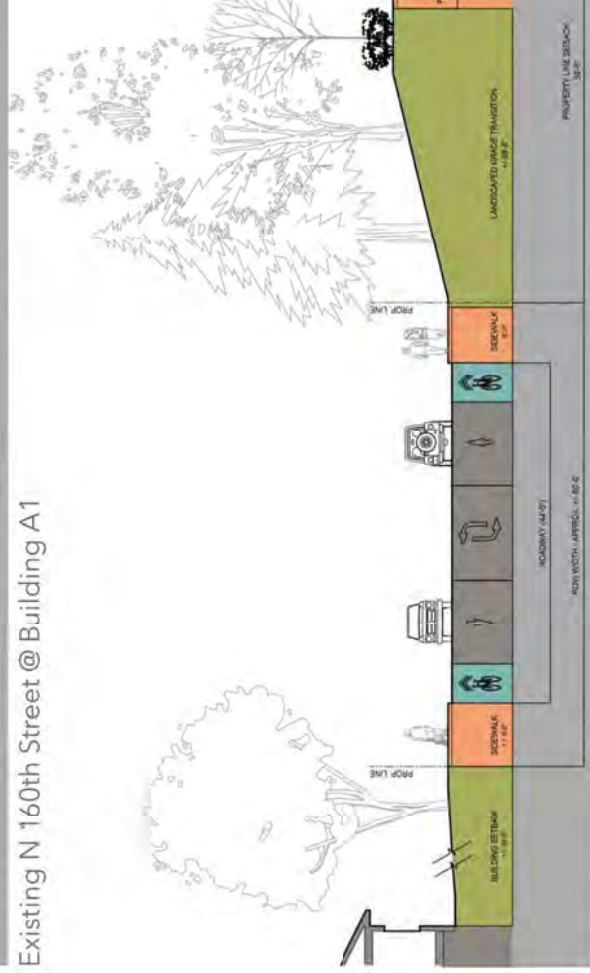 Existing N 160th Street @ Building A1
PROP LINE
PROP LINE
BUILDING SETBACK
SIDEWALK
SIDEWALK
LANDSCAPED GRADE TRANSITION
ROADWAY (44'-0")
ROW WIDTH - APPROX. +/- 60'-0"
PROPERTY LINE SETBACK